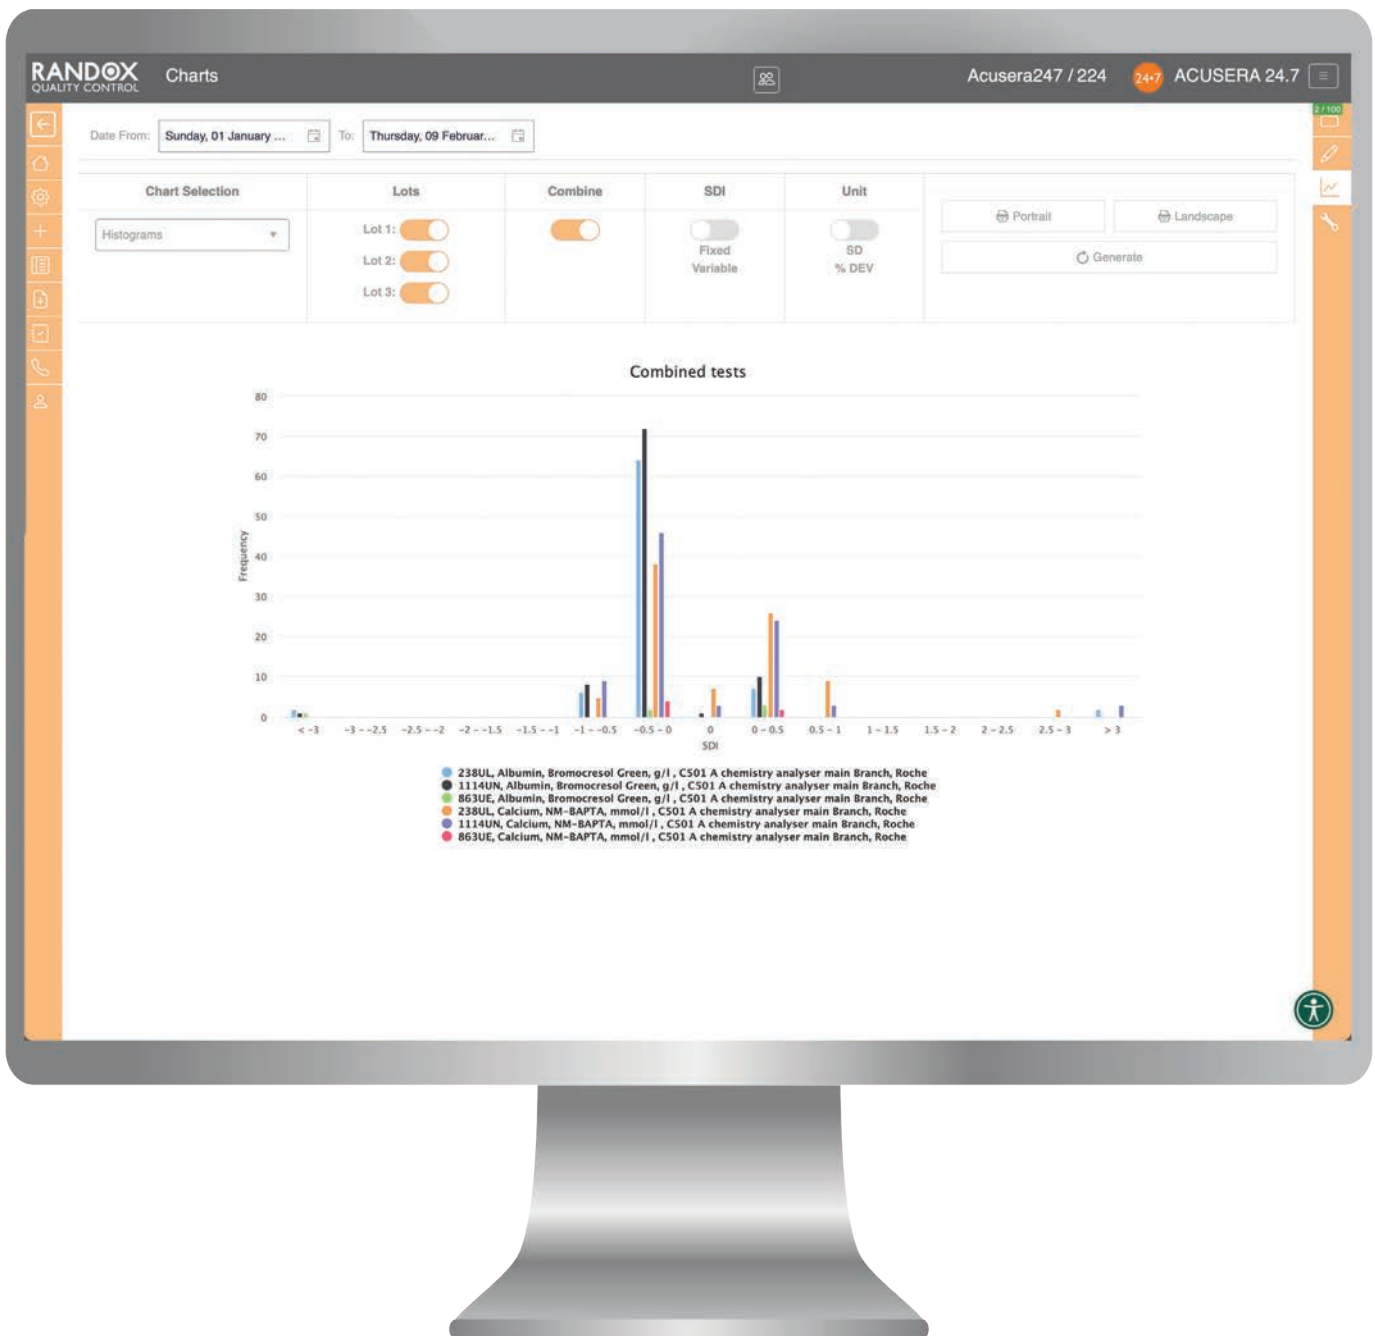 RANDOX
QUALITY CONTROL
Charts
Acusera247 / 224
24•7
ACUSERA 24.7
2 / 100
Date From:
Sunday, 01 January ...
To:
Thursday, 09 Februar...
Chart Selection
Lots
Combine
SDI
Unit
Histograms
Lot 1:
Lot 2:
Lot 3:
Fixed
Variable
SD
% DEV
Portrait
Landscape
Generate
Combined tests
80
70
60
50
40
30
20
10
0
Frequency
< -3
-3 - -2.5
-2.5 - -2
-2 - -1.5
-1.5 - -1
-1 - -0.5
-0.5 - 0
0
0 - 0.5
0.5 - 1
1 - 1.5
1.5 - 2
2 - 2.5
2.5 - 3
> 3
SDI
238UL, Albumin, Bromocresol Green, g/l , C501 A chemistry analyser main Branch, Roche
1114UN, Albumin, Bromocresol Green, g/l , C501 A chemistry analyser main Branch, Roche
863UE, Albumin, Bromocresol Green, g/l , C501 A chemistry analyser main Branch, Roche
238UL, Calcium, NM-BAPTA, mmol/l , C501 A chemistry analyser main Branch, Roche
1114UN, Calcium, NM-BAPTA, mmol/l , C501 A chemistry analyser main Branch, Roche
863UE, Calcium, NM-BAPTA, mmol/l , C501 A chemistry analyser main Branch, Roche